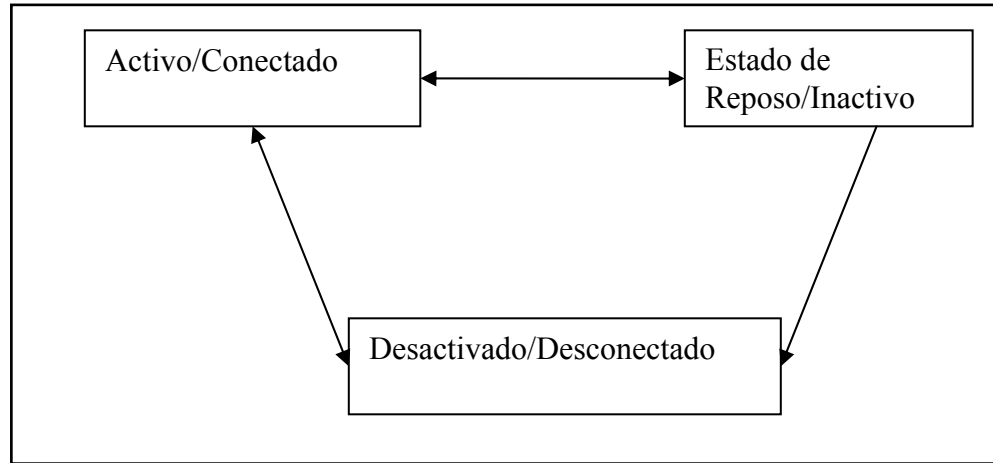 Activo/Conectado
Estado de
Reposo/Inactivo
Desactivado/Desconectado